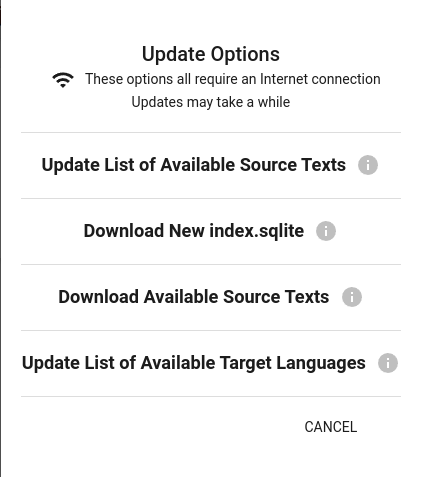 Update Options
These options all require an Internet connection
Updates may take a while
Update List of Available Source Texts
Download New index.sqlite
Download Available Source Texts
Update List of Available Target Languages
CANCEL